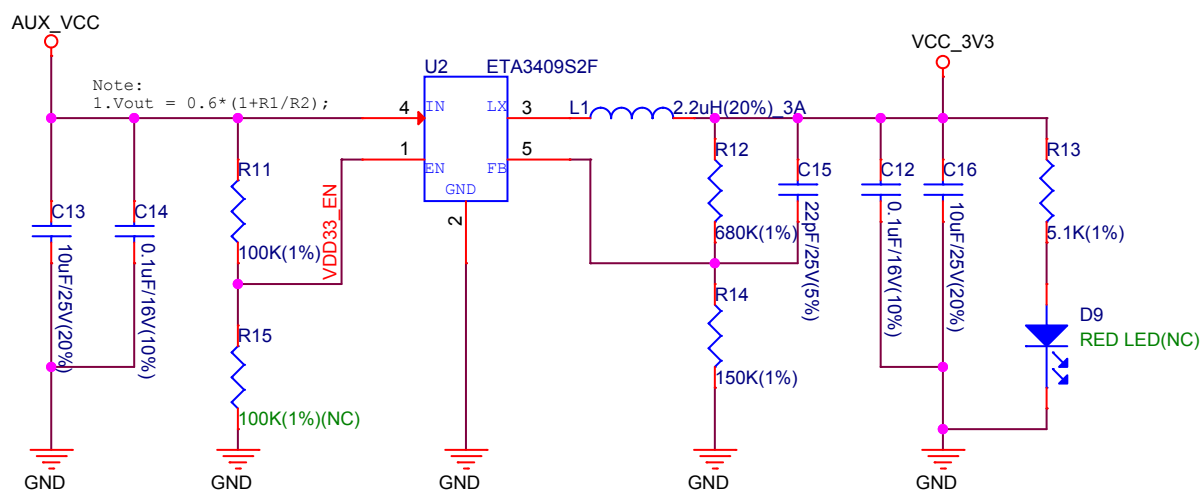 AUX_VCC
Note:
1.Vout = 0.6*(1+R1/R2);
U2
ETA3409S2F
VCC_3V3
4
IN
LX
3
L1
2.2uH(20%)_3A
1
EN
FB
5
GND
2
R11
100K(1%)
VDD33_EN
C13
10uF/25V(20%)
C14
0.1uF/16V(10%)
R15
100K(1%)(NC)
R12
680K(1%)
C15
22pF/25V(5%)
R14
150K(1%)
C12
0.1uF/16V(10%)
C16
10uF/25V(20%)
R13
5.1K(1%)
D9
RED LED(NC)
GND
GND
GND
GND
GND